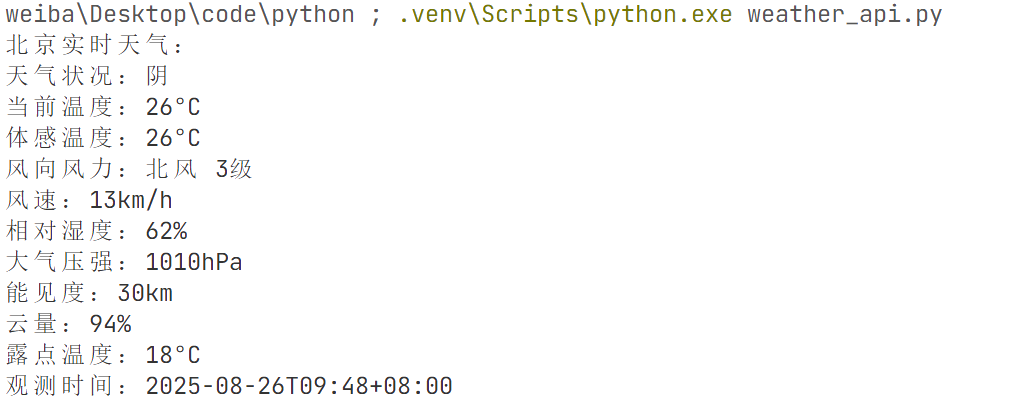 weiba\Desktop\code\python ; .venv\Scripts\python.exe weather_api.py
北京实时天气:
天气状况: 阴
当前温度: 26°C
体感温度: 26°C
风向风力: 北风 3级
风速: 13km/h
相对湿度: 62%
大气压强: 1010hPa
能见度: 30km
云量: 94%
露点温度: 18°C
观测时间: 2025-08-26T09:48+08:00